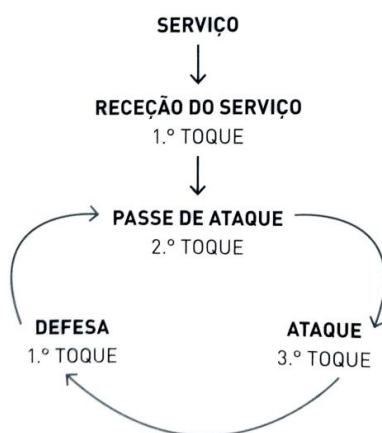 SERVIÇO
RECEÇÃO DO SERVIÇO
1.º TOQUE
PASSE DE ATAQUE
2.º TOQUE
DEFESA
1.º TOQUE
ATAQUE
3.º TOQUE